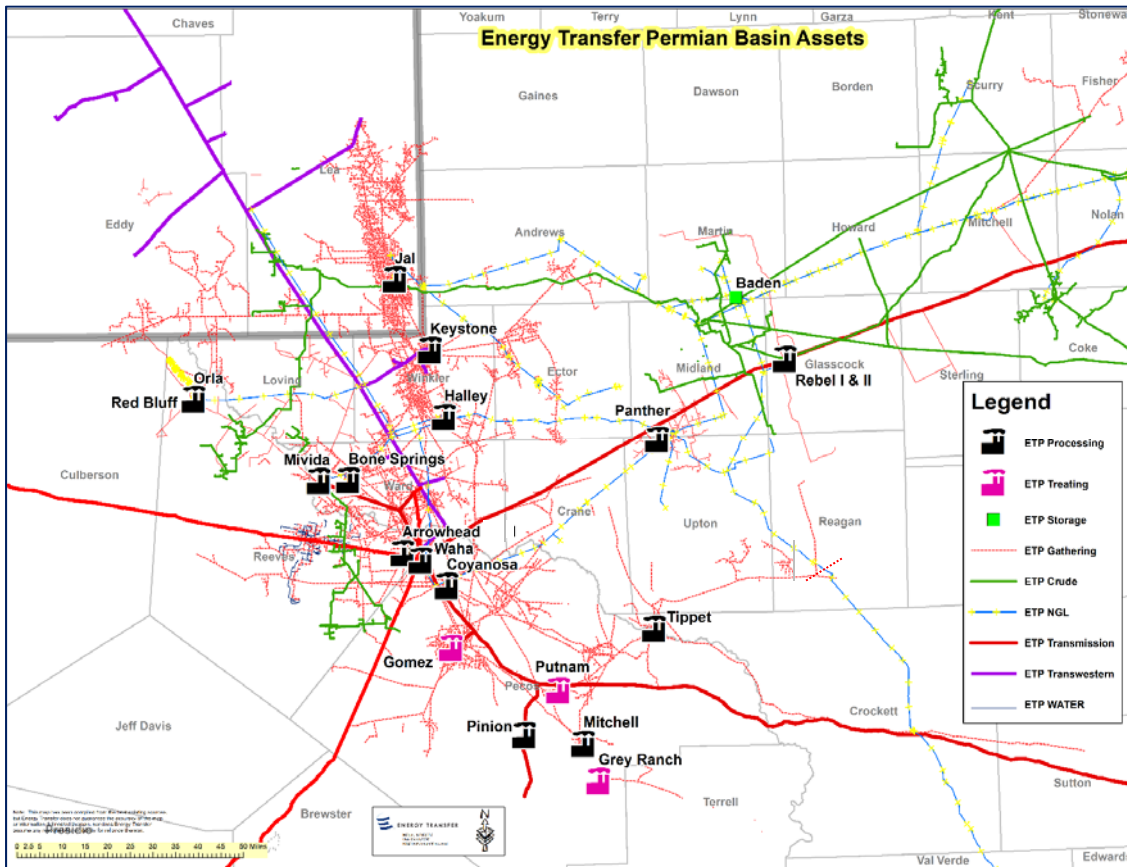 Chaves
Yoakum
Terry
Lynn
Garza
Kent
Stonewa
Energy Transfer Permian Basin Assets
Gaines
Dawson
Borden
Scurry
Fisher
Lea
Eddy
Andrews
Martin
Howard
Mitchell
Nolan
Jal
Baden
Keystone
Winkler
Ector
Midland
Glasscock
Sterling
Coke
Rebel I & II
Orla
Loving
Red Bluff
Halley
Panther
Culberson
Mivida
Bone Springs
Ward
Crane
Upton
Reagan
Arrowhead
Reeves
Waha
Coyanosa
Tippet
Gomez
Putnam
Pecos
Jeff Davis
Pinion
Mitchell
Crockett
Grey Ranch
Sutton
Brewster
Terrell
Presidio
Val Verde
Edward
Legend
ETP Processing
ETP Treating
ETP Storage
ETP Gathering
ETP Crude
ETP NGL
ETP Transmission
ETP Transwestern
ETP WATER
0 2.5 5 10 15 20 25 30 35 40 45 50 Miles
ENERGY TRANSFER
N